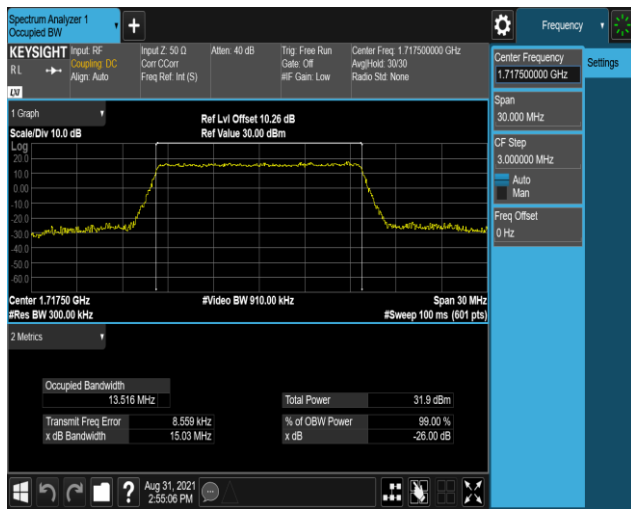 Spectrum Analyzer 1
Occupied BW
+
Frequency
KEYSIGHT
Input: RF
Input Z: 50 Ω
Atten: 40 dB
Trig: Free Run
Center Freq: 1.717500000 GHz
RL
Coupling: DC
Corr CCorr
Gate: Off
Avg|Hold: 30/30
Align: Auto
Freq Ref: Int (S)
#IF Gain: Low
Radio Std: None
LXI
Center Frequency
1.717500000 GHz
Settings
Span
30.000 MHz
CF Step
3.000000 MHz
Auto
Man
Freq Offset
0 Hz
1 Graph
Ref Lvl Offset 10.26 dB
Scale/Div 10.0 dB
Ref Value 30.00 dBm
Log
20.0
10.0
0.00
-10.0
-20.0
-30.0
-40.0
-50.0
-60.0
Center 1.71750 GHz
#Video BW 910.00 kHz
Span 30 MHz
#Res BW 300.00 kHz
#Sweep 100 ms (601 pts)
2 Metrics
Occupied Bandwidth
13.516 MHz
Total Power
31.9 dBm
Transmit Freq Error
8.559 kHz
% of OBW Power
99.00 %
x dB Bandwidth
15.03 MHz
x dB
-26.00 dB
?
Aug 31, 2021
2:55:06 PM